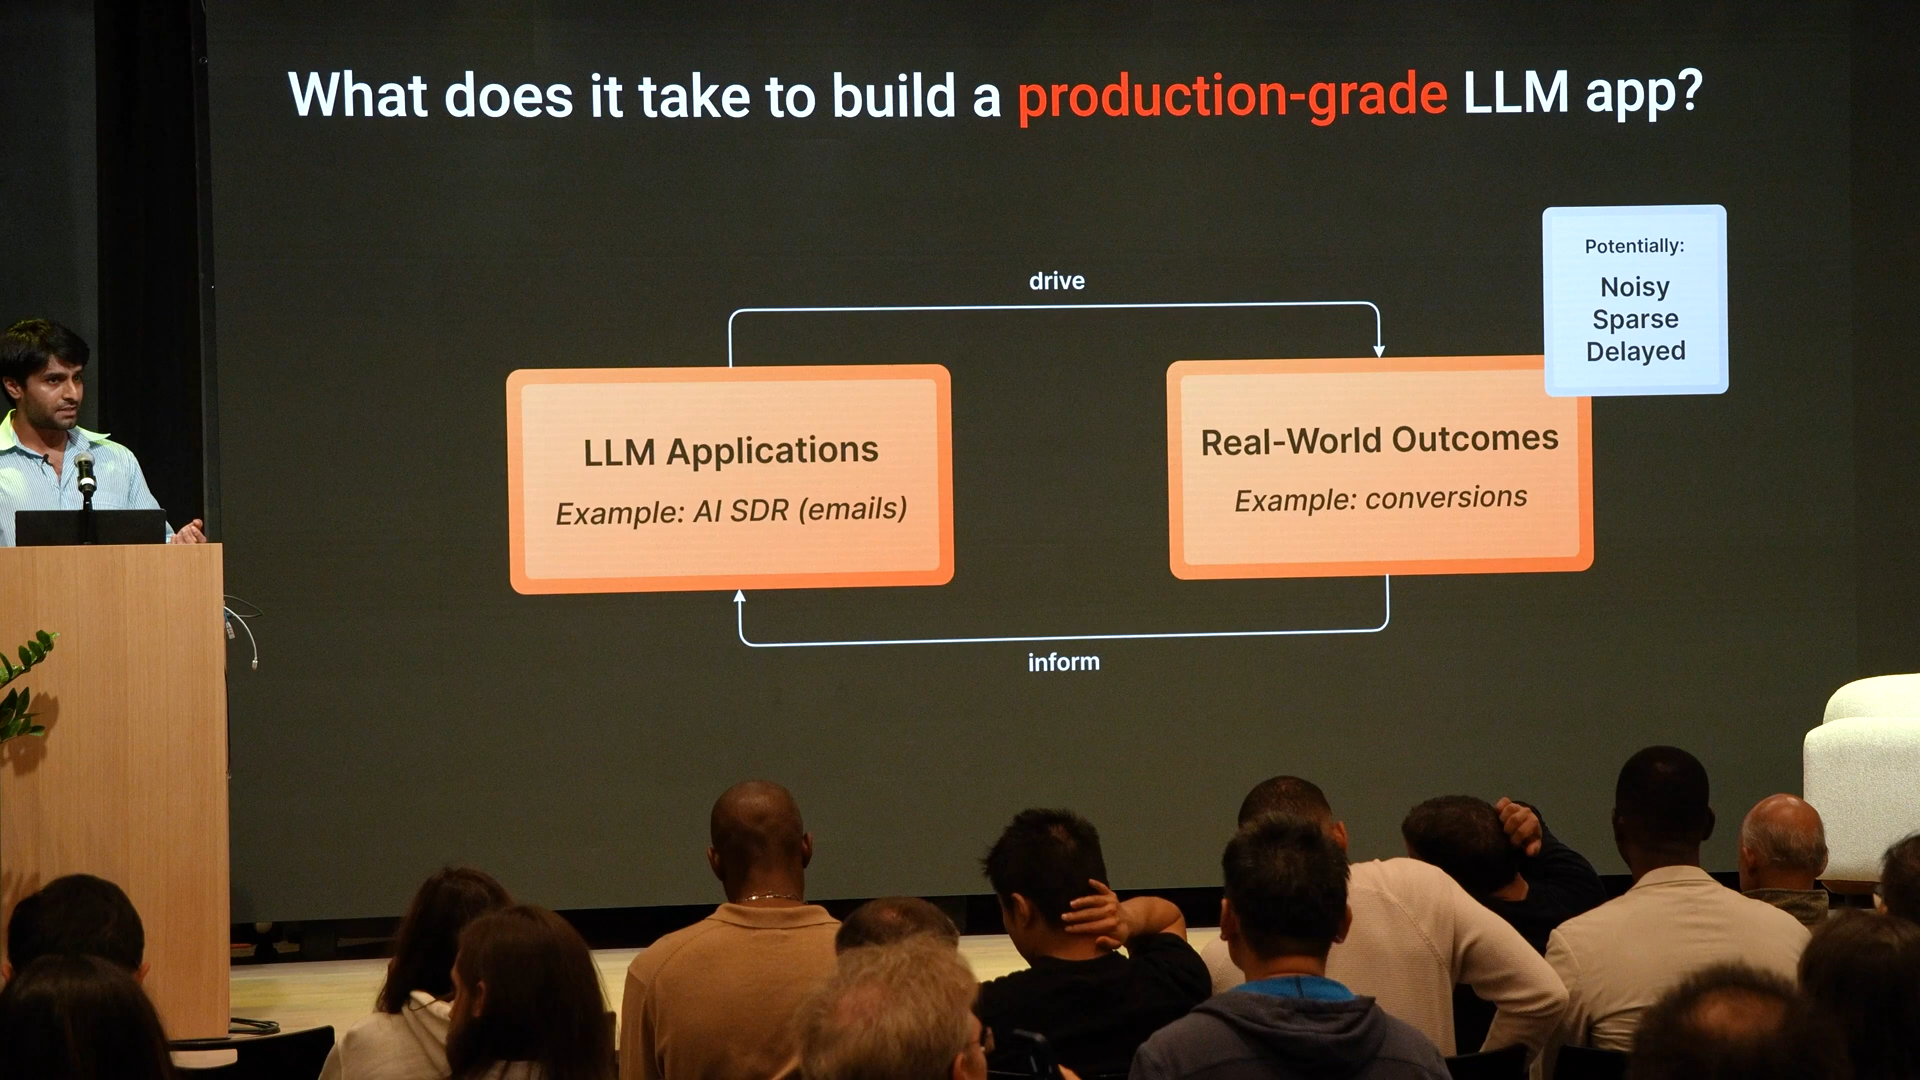 What does it take to build a production-grade LLM app?
Potentially:
Noisy
Sparse
Delayed
drive
LLM Applications
Example: AI SDR (emails)
Real-World Outcomes
Example: conversions
inform